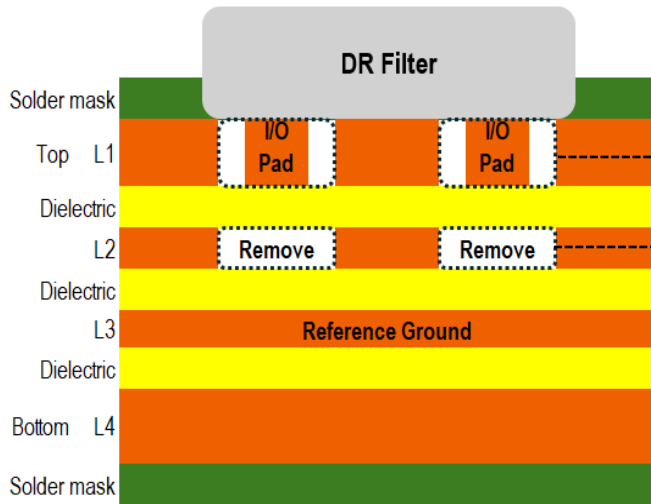 DR Filter
Solder mask
I/O
Pad
I/O
Pad
Top L1
Dielectric
L2
Remove
Remove
Dielectric
L3
Reference Ground
Dielectric
Bottom L4
Solder mask